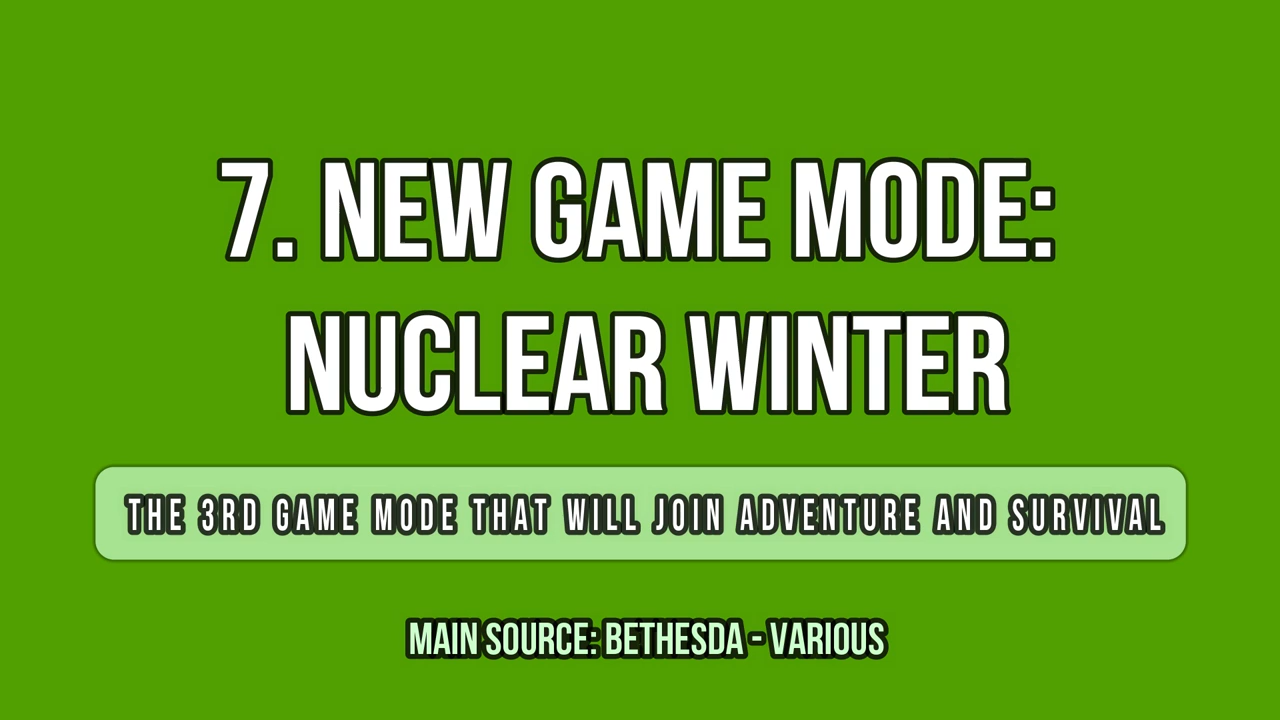 7. NEW GAME MODE:
NUCLEAR WINTER
THE 3RD GAME MODE THAT WILL JOIN ADVENTURE AND SURVIVAL
MAIN SOURCE: BETHESDA - VARIOUS